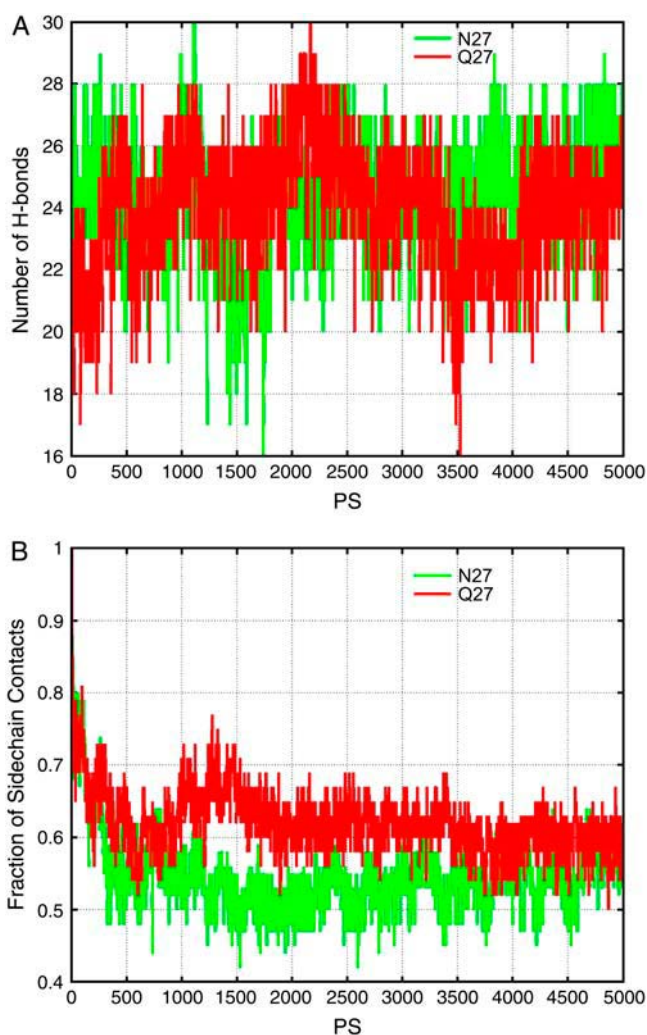 A
30
28
26
24
22
20
18
16
Number of H-bonds
N27
Q27
0 500 1000 1500 2000 2500 3000 3500 4000 4500 5000
PS
B
1
0.9
0.8
0.7
0.6
0.5
0.4
Fraction of Sidechain Contacts
N27
Q27
0 500 1000 1500 2000 2500 3000 3500 4000 4500 5000
PS